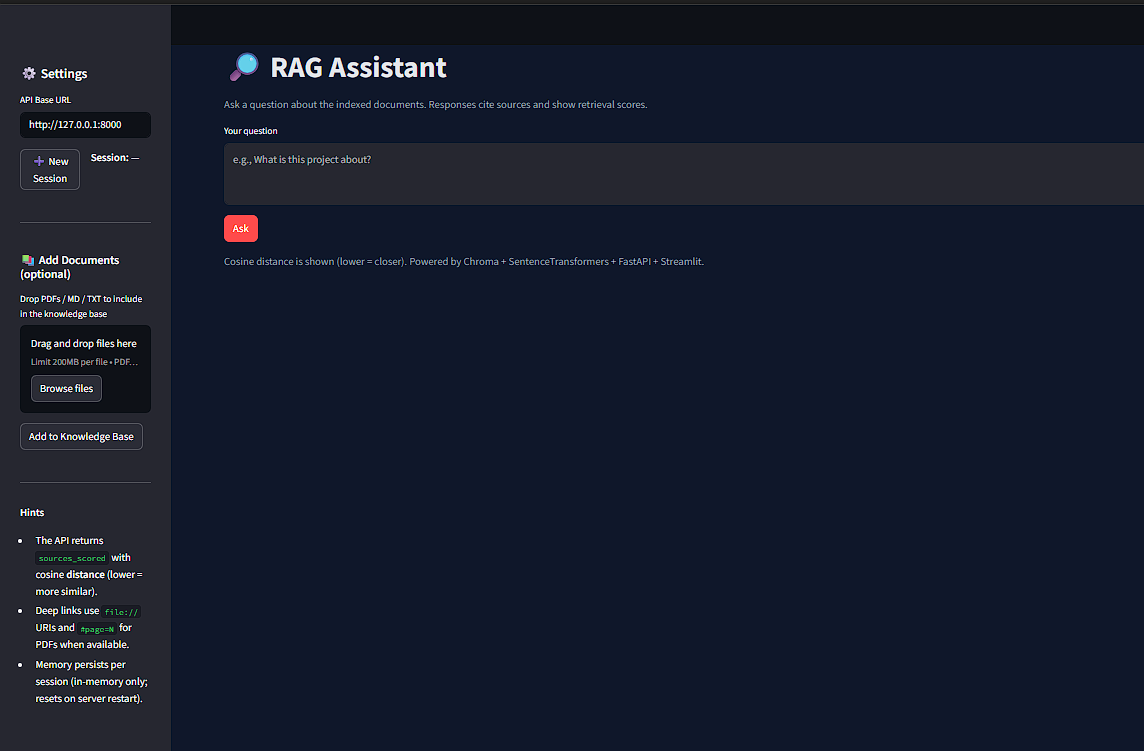 Settings
API Base URL
http://127.0.0.1:8000
New
Session
Session: —
Add Documents
(optional)
Drop PDFs / MD / TXT to include
in the knowledge base
Drag and drop files here
Limit 200MB per file • PDF…
Browse files
Add to Knowledge Base
Hints
The API returns
sources_scored with
cosine distance (lower =
more similar).
Deep links use file://
URIs and #page=N for
PDFs when available.
Memory persists per
session (in-memory only;
resets on server restart).
RAG Assistant
Ask a question about the indexed documents. Responses cite sources and show retrieval scores.
Your question
e.g., What is this project about?
Ask
Cosine distance is shown (lower = closer). Powered by Chroma + SentenceTransformers + FastAPI + Streamlit.